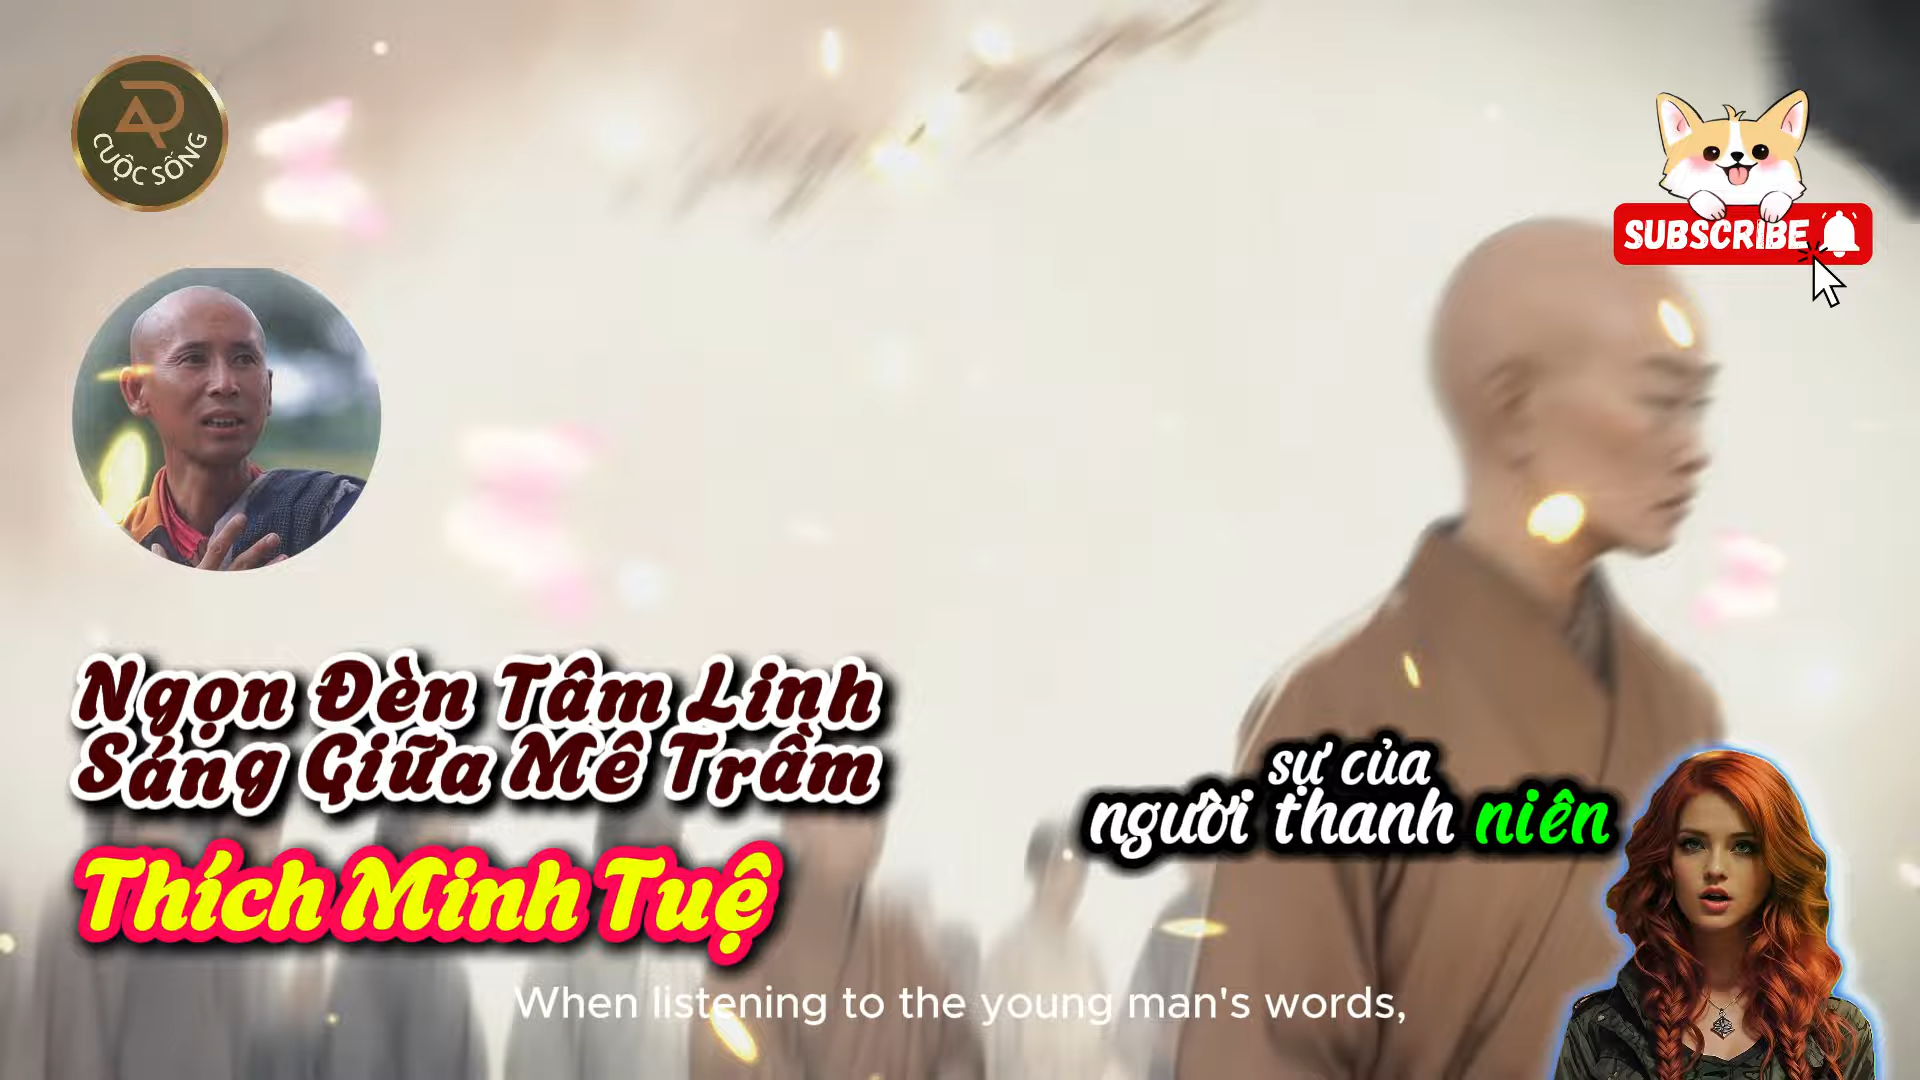 CUỘC SỐNG
SUBSCRIBE
Ngọn Đèn Tâm Linh
Sáng Giữa Mê Trầm
Thích Minh Tuệ
sự của
người thanh niên
When listening to the young man's words,